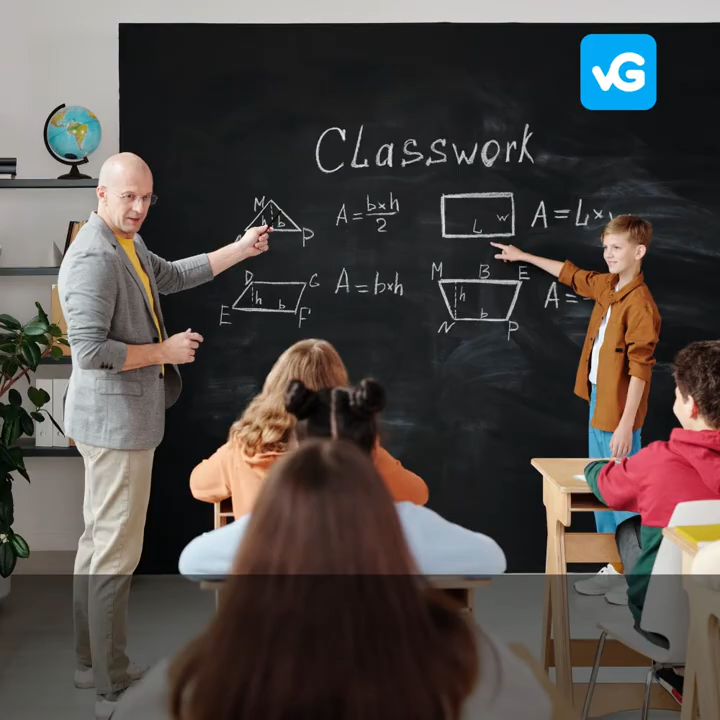 vG
Classwork
M
h b
P
A = b×h
2
L w
A = L×
D
h b
E F
A = b×h
M B E
h b
N P
A =